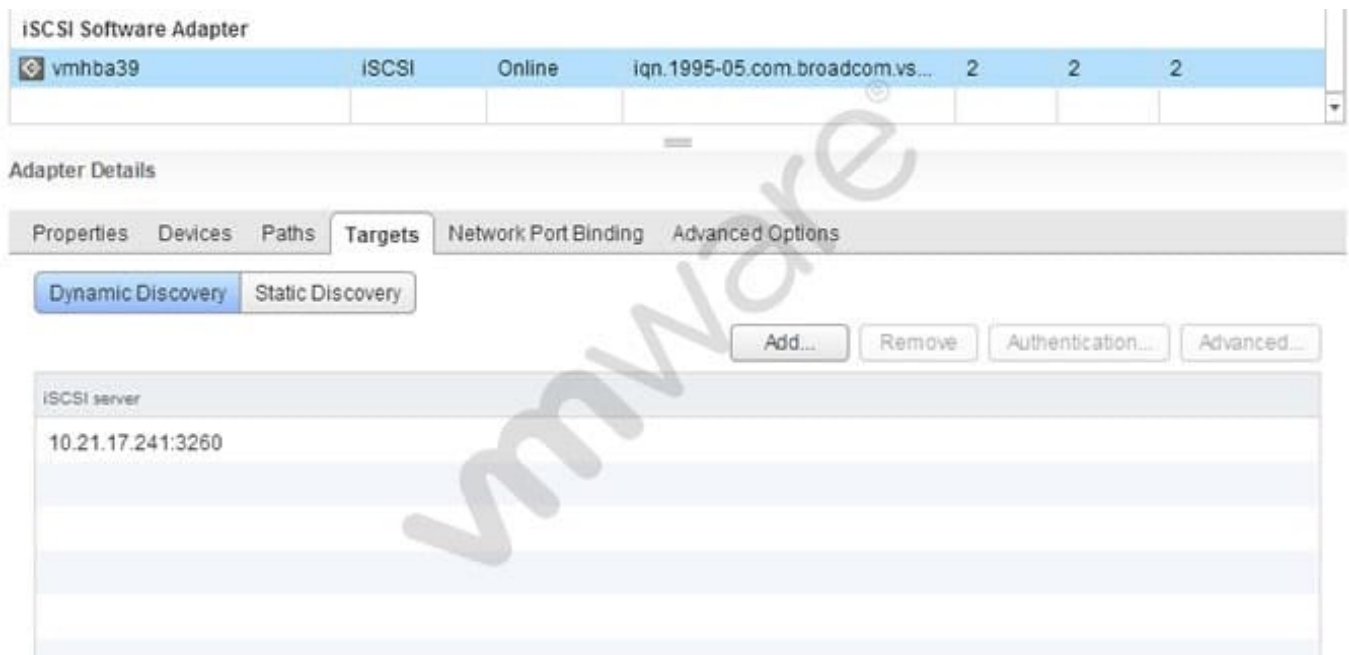 iSCSI Software Adapter
vmhba39 iSCSI Online iqn.1995-05.com.broadcom.vs... 2 2 2
Adapter Details
Properties Devices Paths Targets Network Port Binding Advanced Options
Dynamic Discovery Static Discovery
Add... Remove Authentication... Advanced...
iSCSI server
10.21.17.241:3260
vmware®